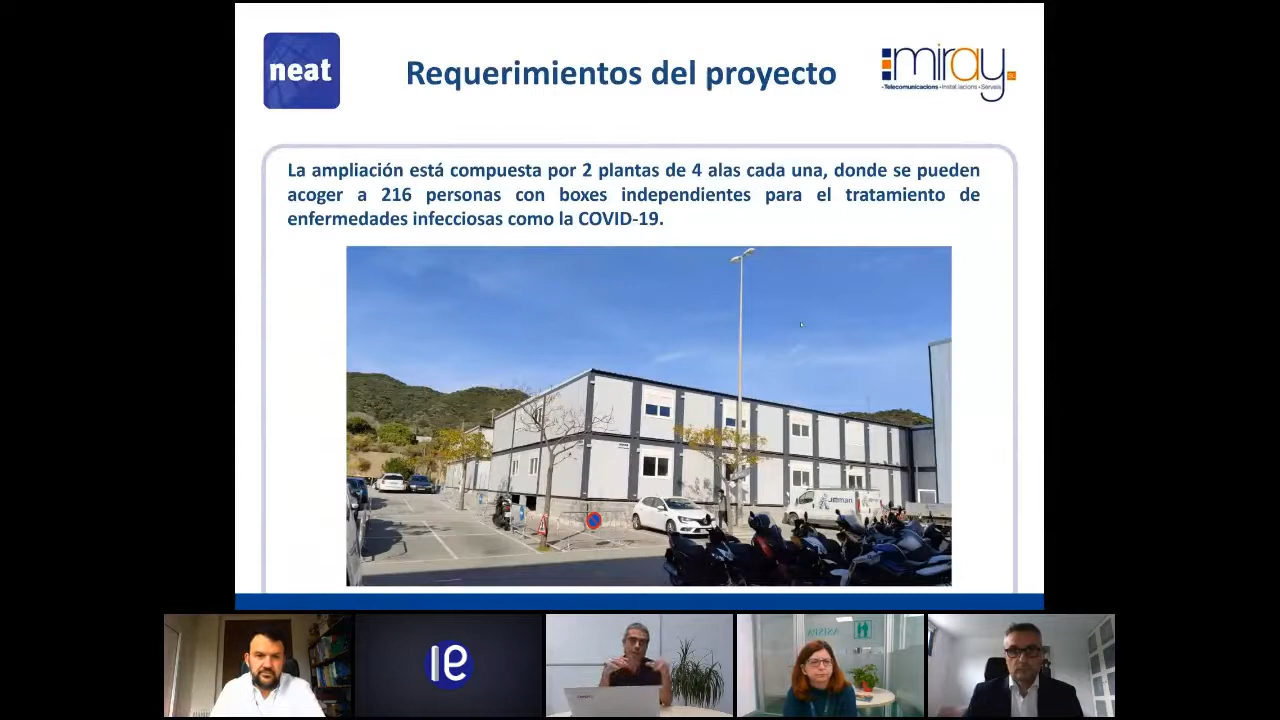 neat
Requerimientos del proyecto
miray
Telecomunicacions • Instal.lacions • Serveis
La ampliación está compuesta por 2 plantas de 4 alas cada una, donde se pueden
acoger a 216 personas con boxes independientes para el tratamiento de
enfermedades infecciosas como la COVID-19.